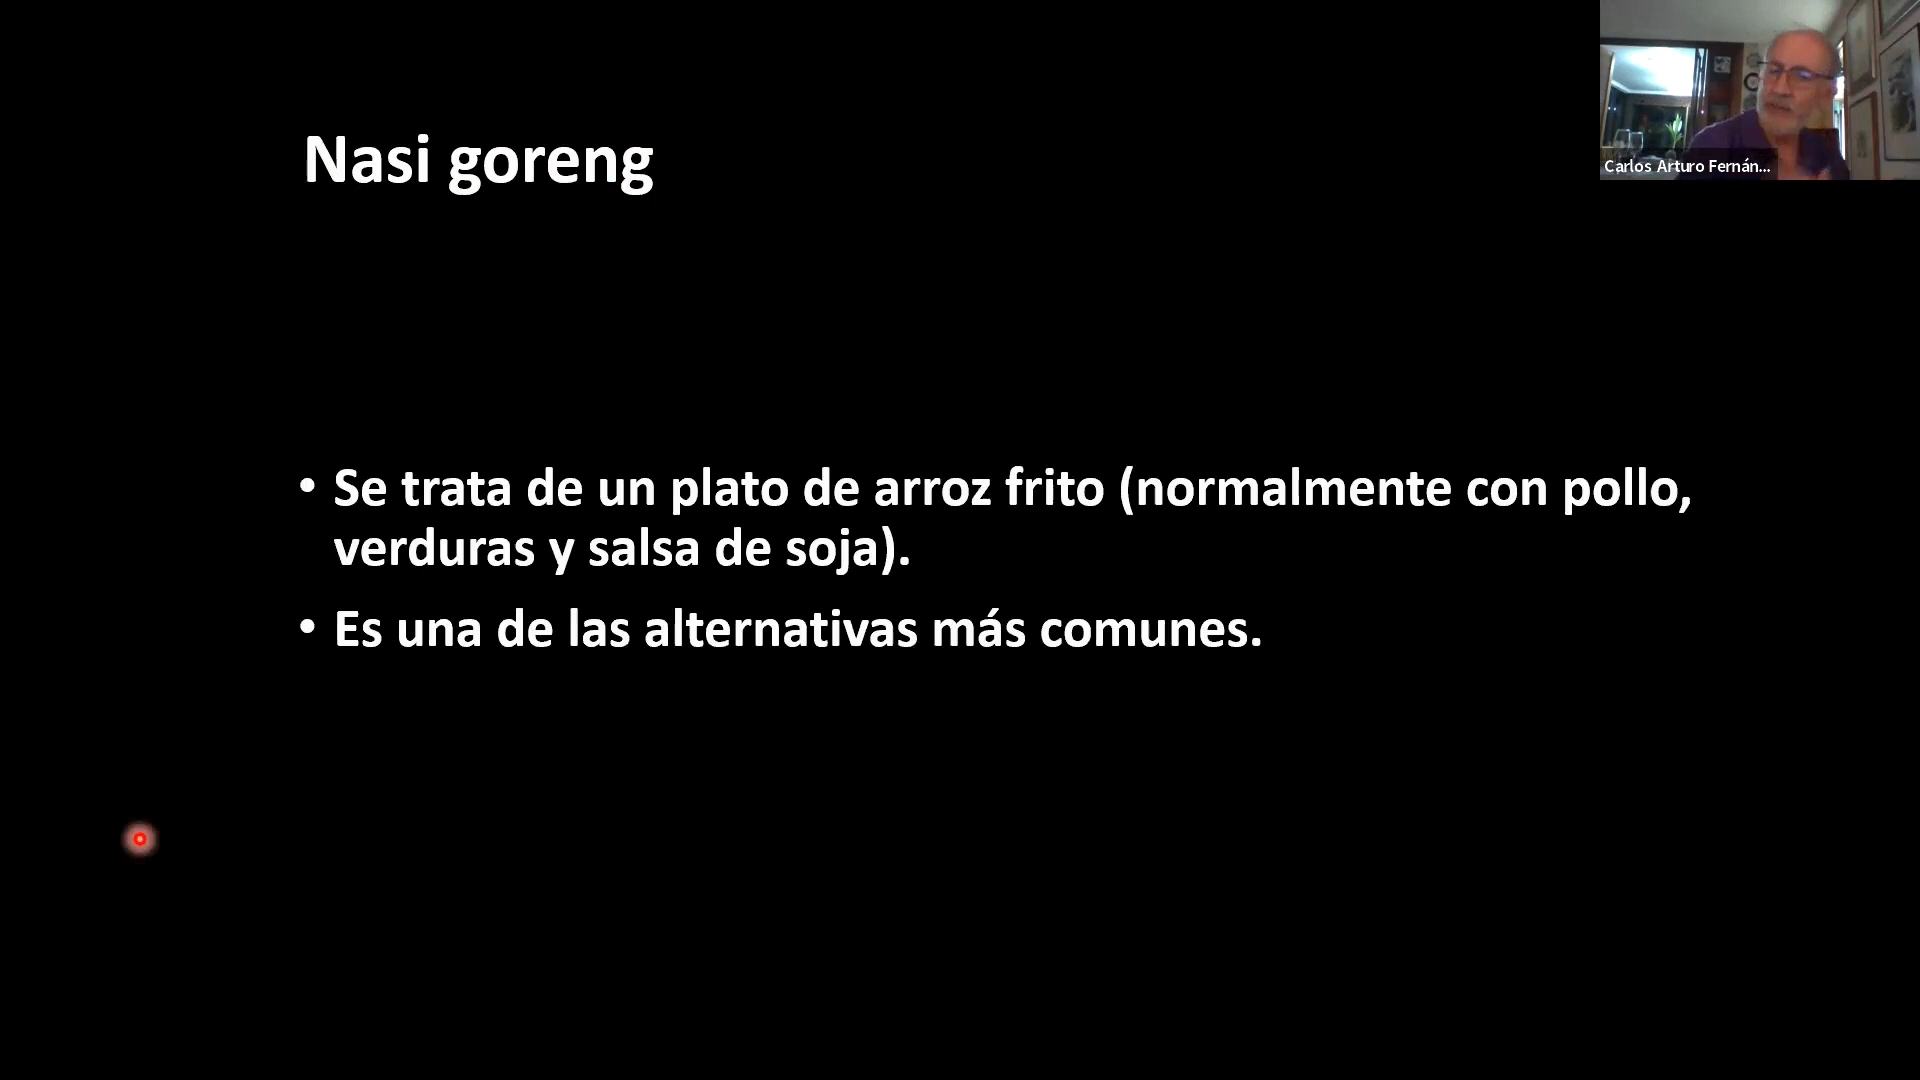 Nasi goreng
Carlos Arturo Fernán...
• Se trata de un plato de arroz frito (normalmente con pollo,
verduras y salsa de soja).
• Es una de las alternativas más comunes.